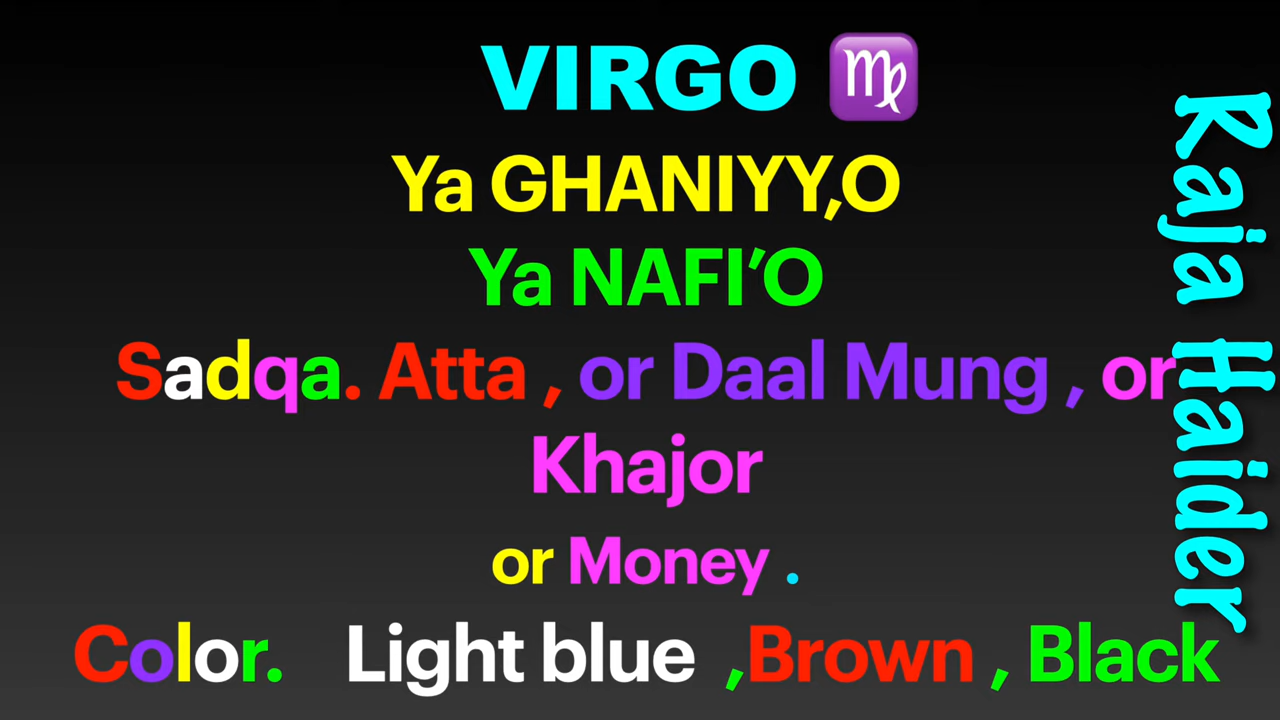 VIRGO ♍
Ya GHANIYY,O
Ya NAFI’O
Sadqa. Atta , or Daal Mung , or
Khajor
or Money .
Color. Light blue ,Brown , Black
Raja Haider